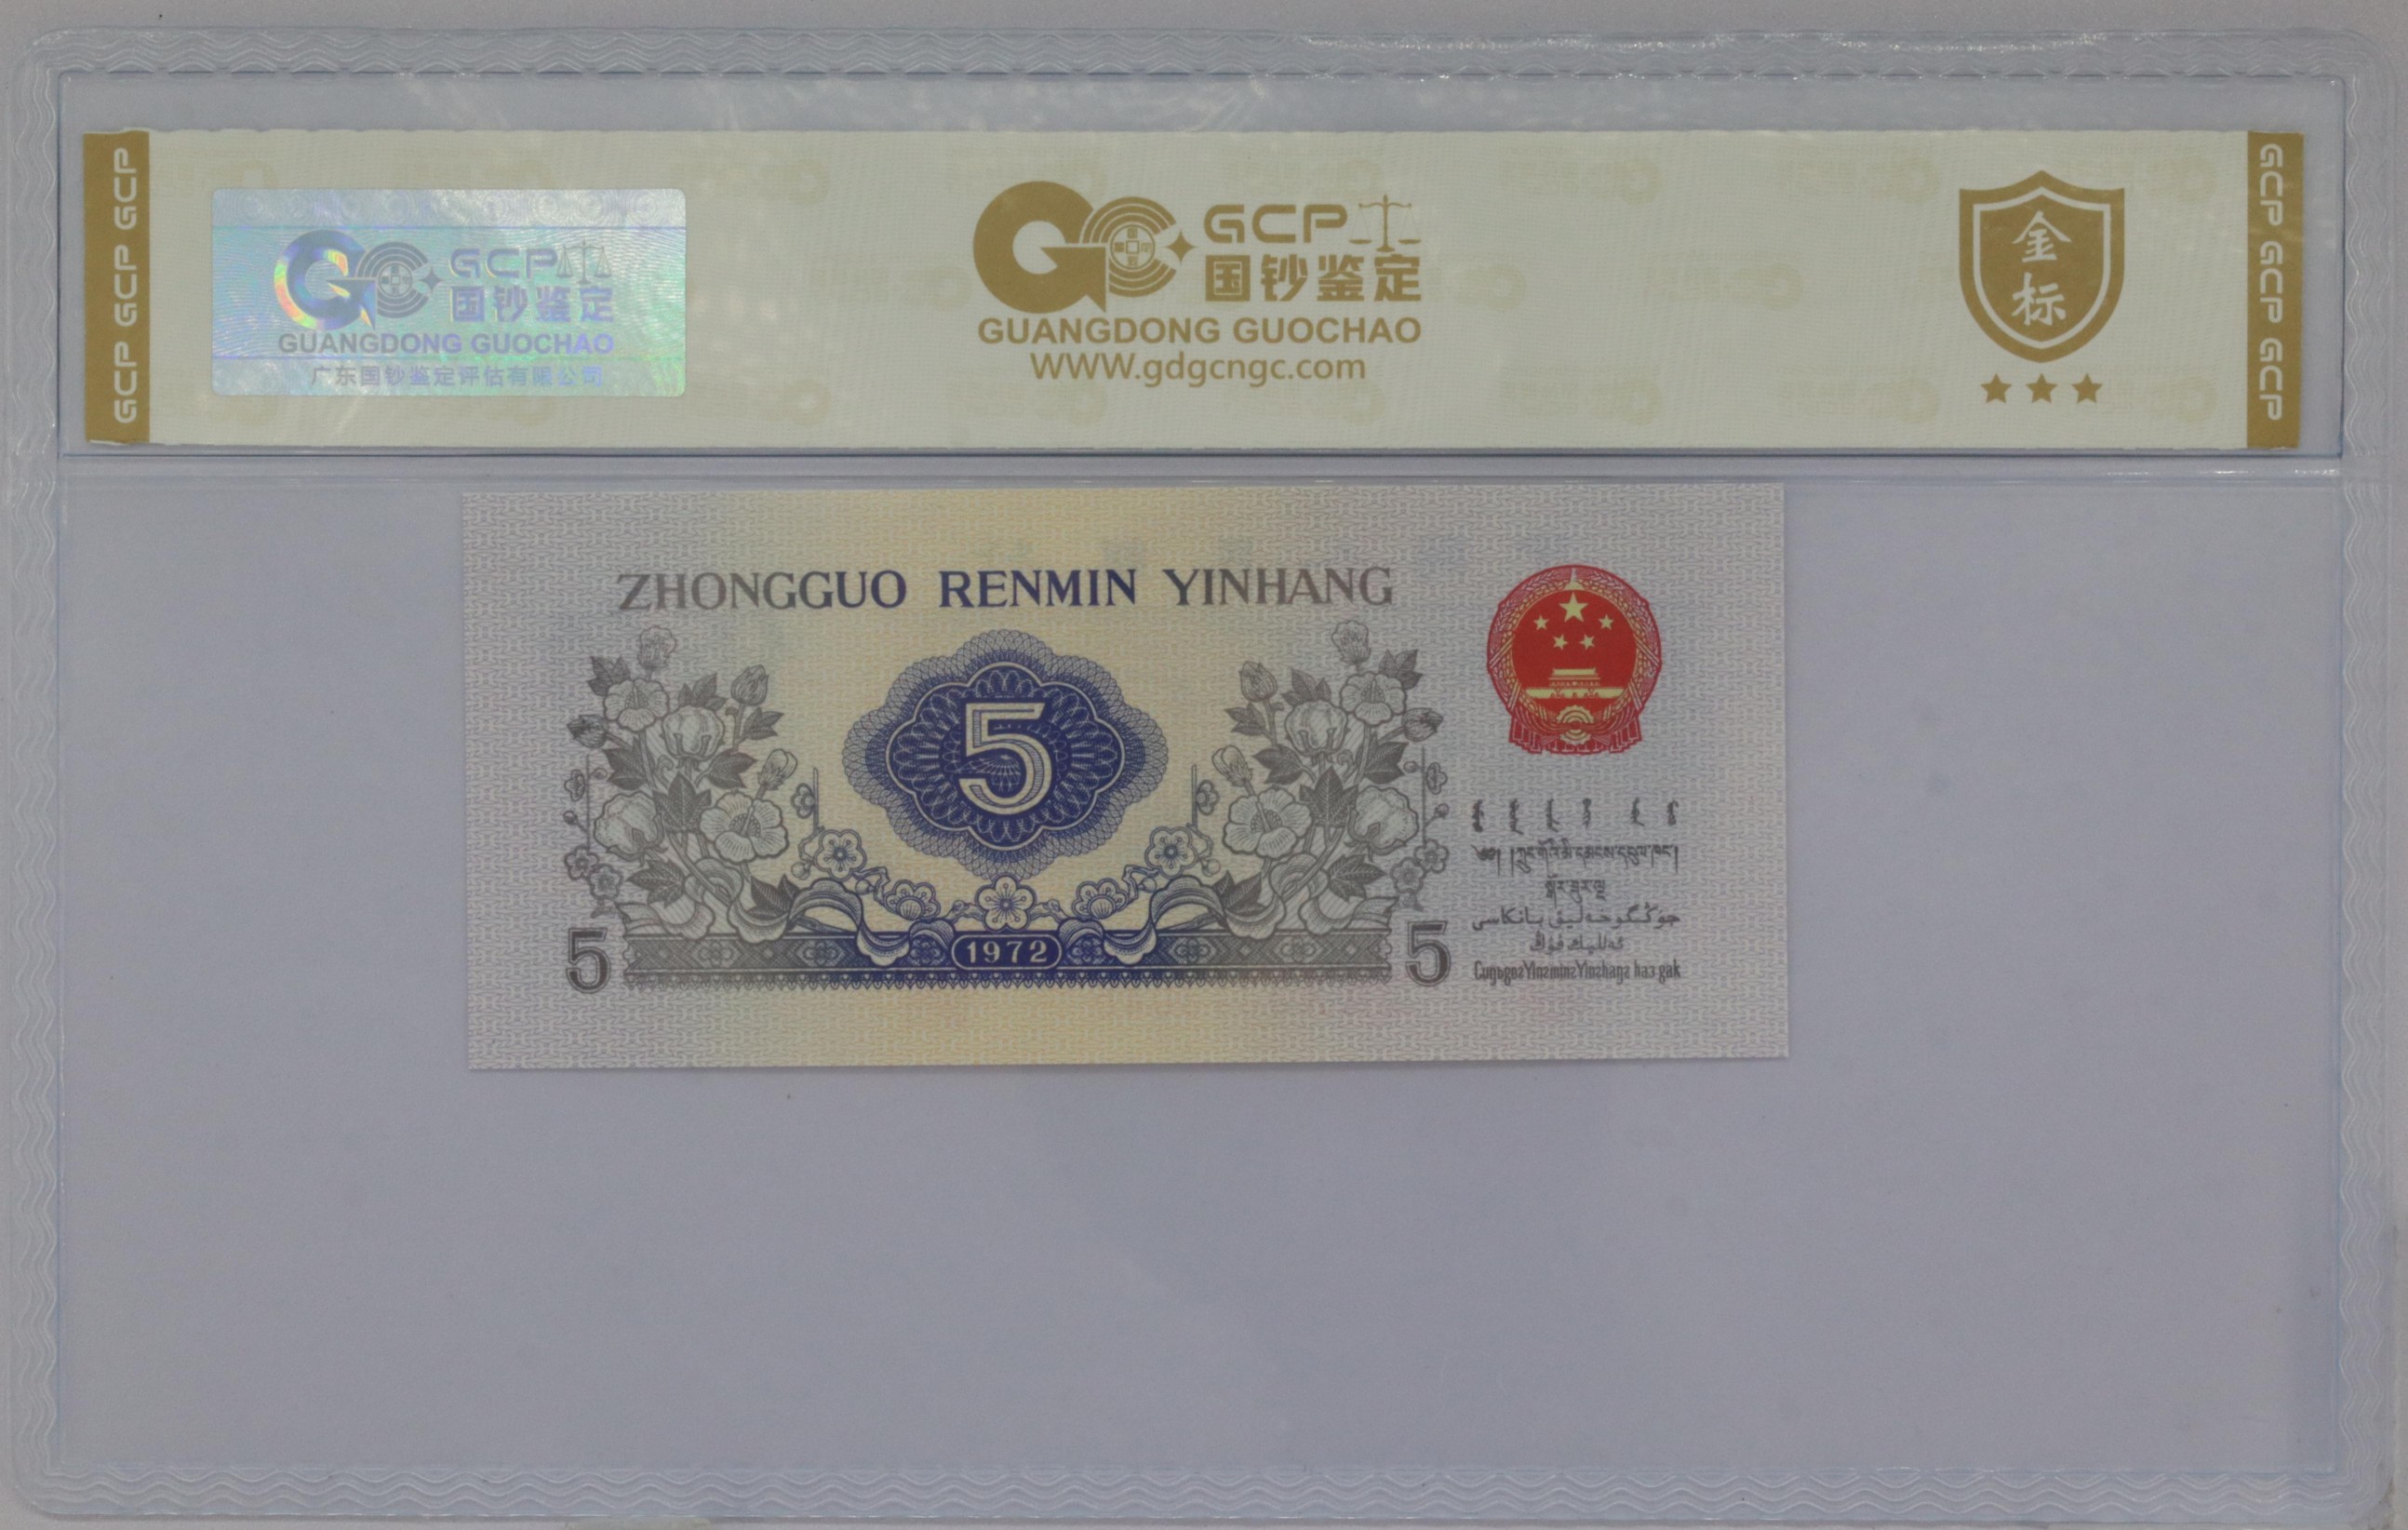 GCP GCP GCP
GCP
国钞鉴定
GUANGDONG GUOCHAO
广东国钞鉴定评估有限公司
GCP
国钞鉴定
GUANGDONG GUOCHAO
WWW.gdgcngc.com
金
标
GCP GCP GCP
ZHONGGUO RENMIN YINHANG
5
1972
5
5